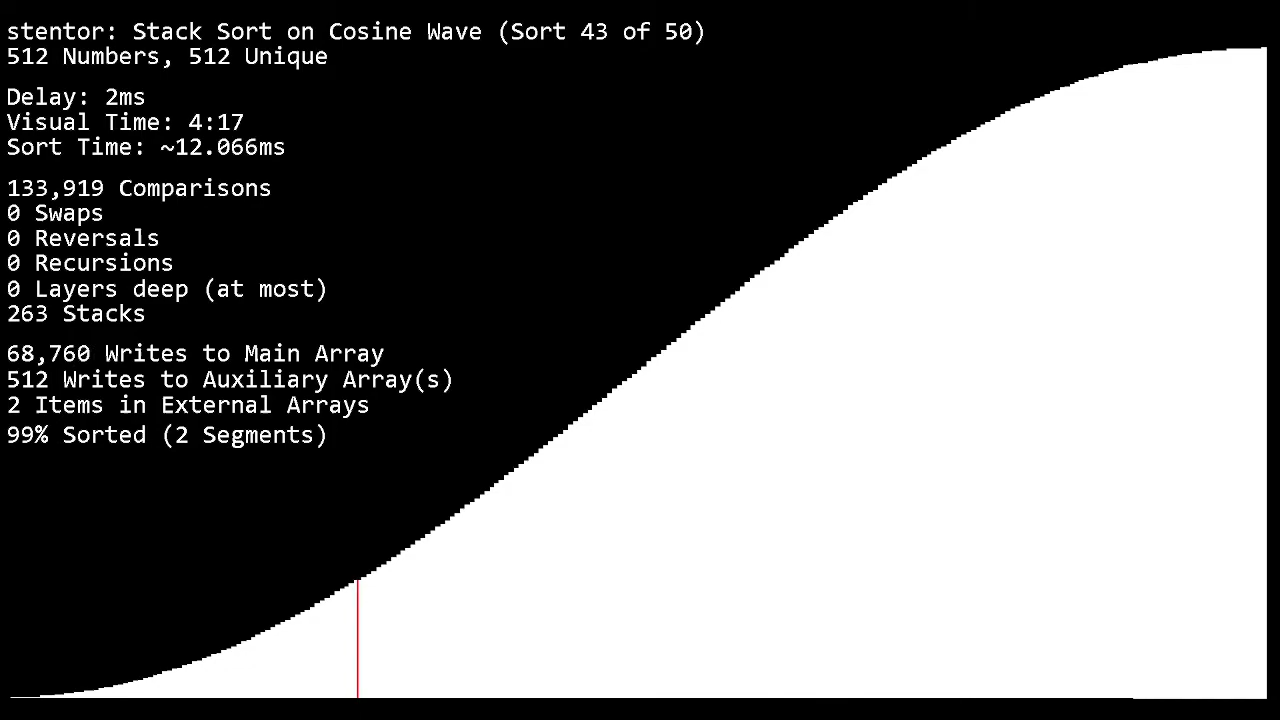 stentor: Stack Sort on Cosine Wave (Sort 43 of 50)
512 Numbers, 512 Unique
Delay: 2ms
Visual Time: 4:17
Sort Time: ~12.066ms
133,919 Comparisons
0 Swaps
0 Reversals
0 Recursions
0 Layers deep (at most)
263 Stacks
68,760 Writes to Main Array
512 Writes to Auxiliary Array(s)
2 Items in External Arrays
99% Sorted (2 Segments)